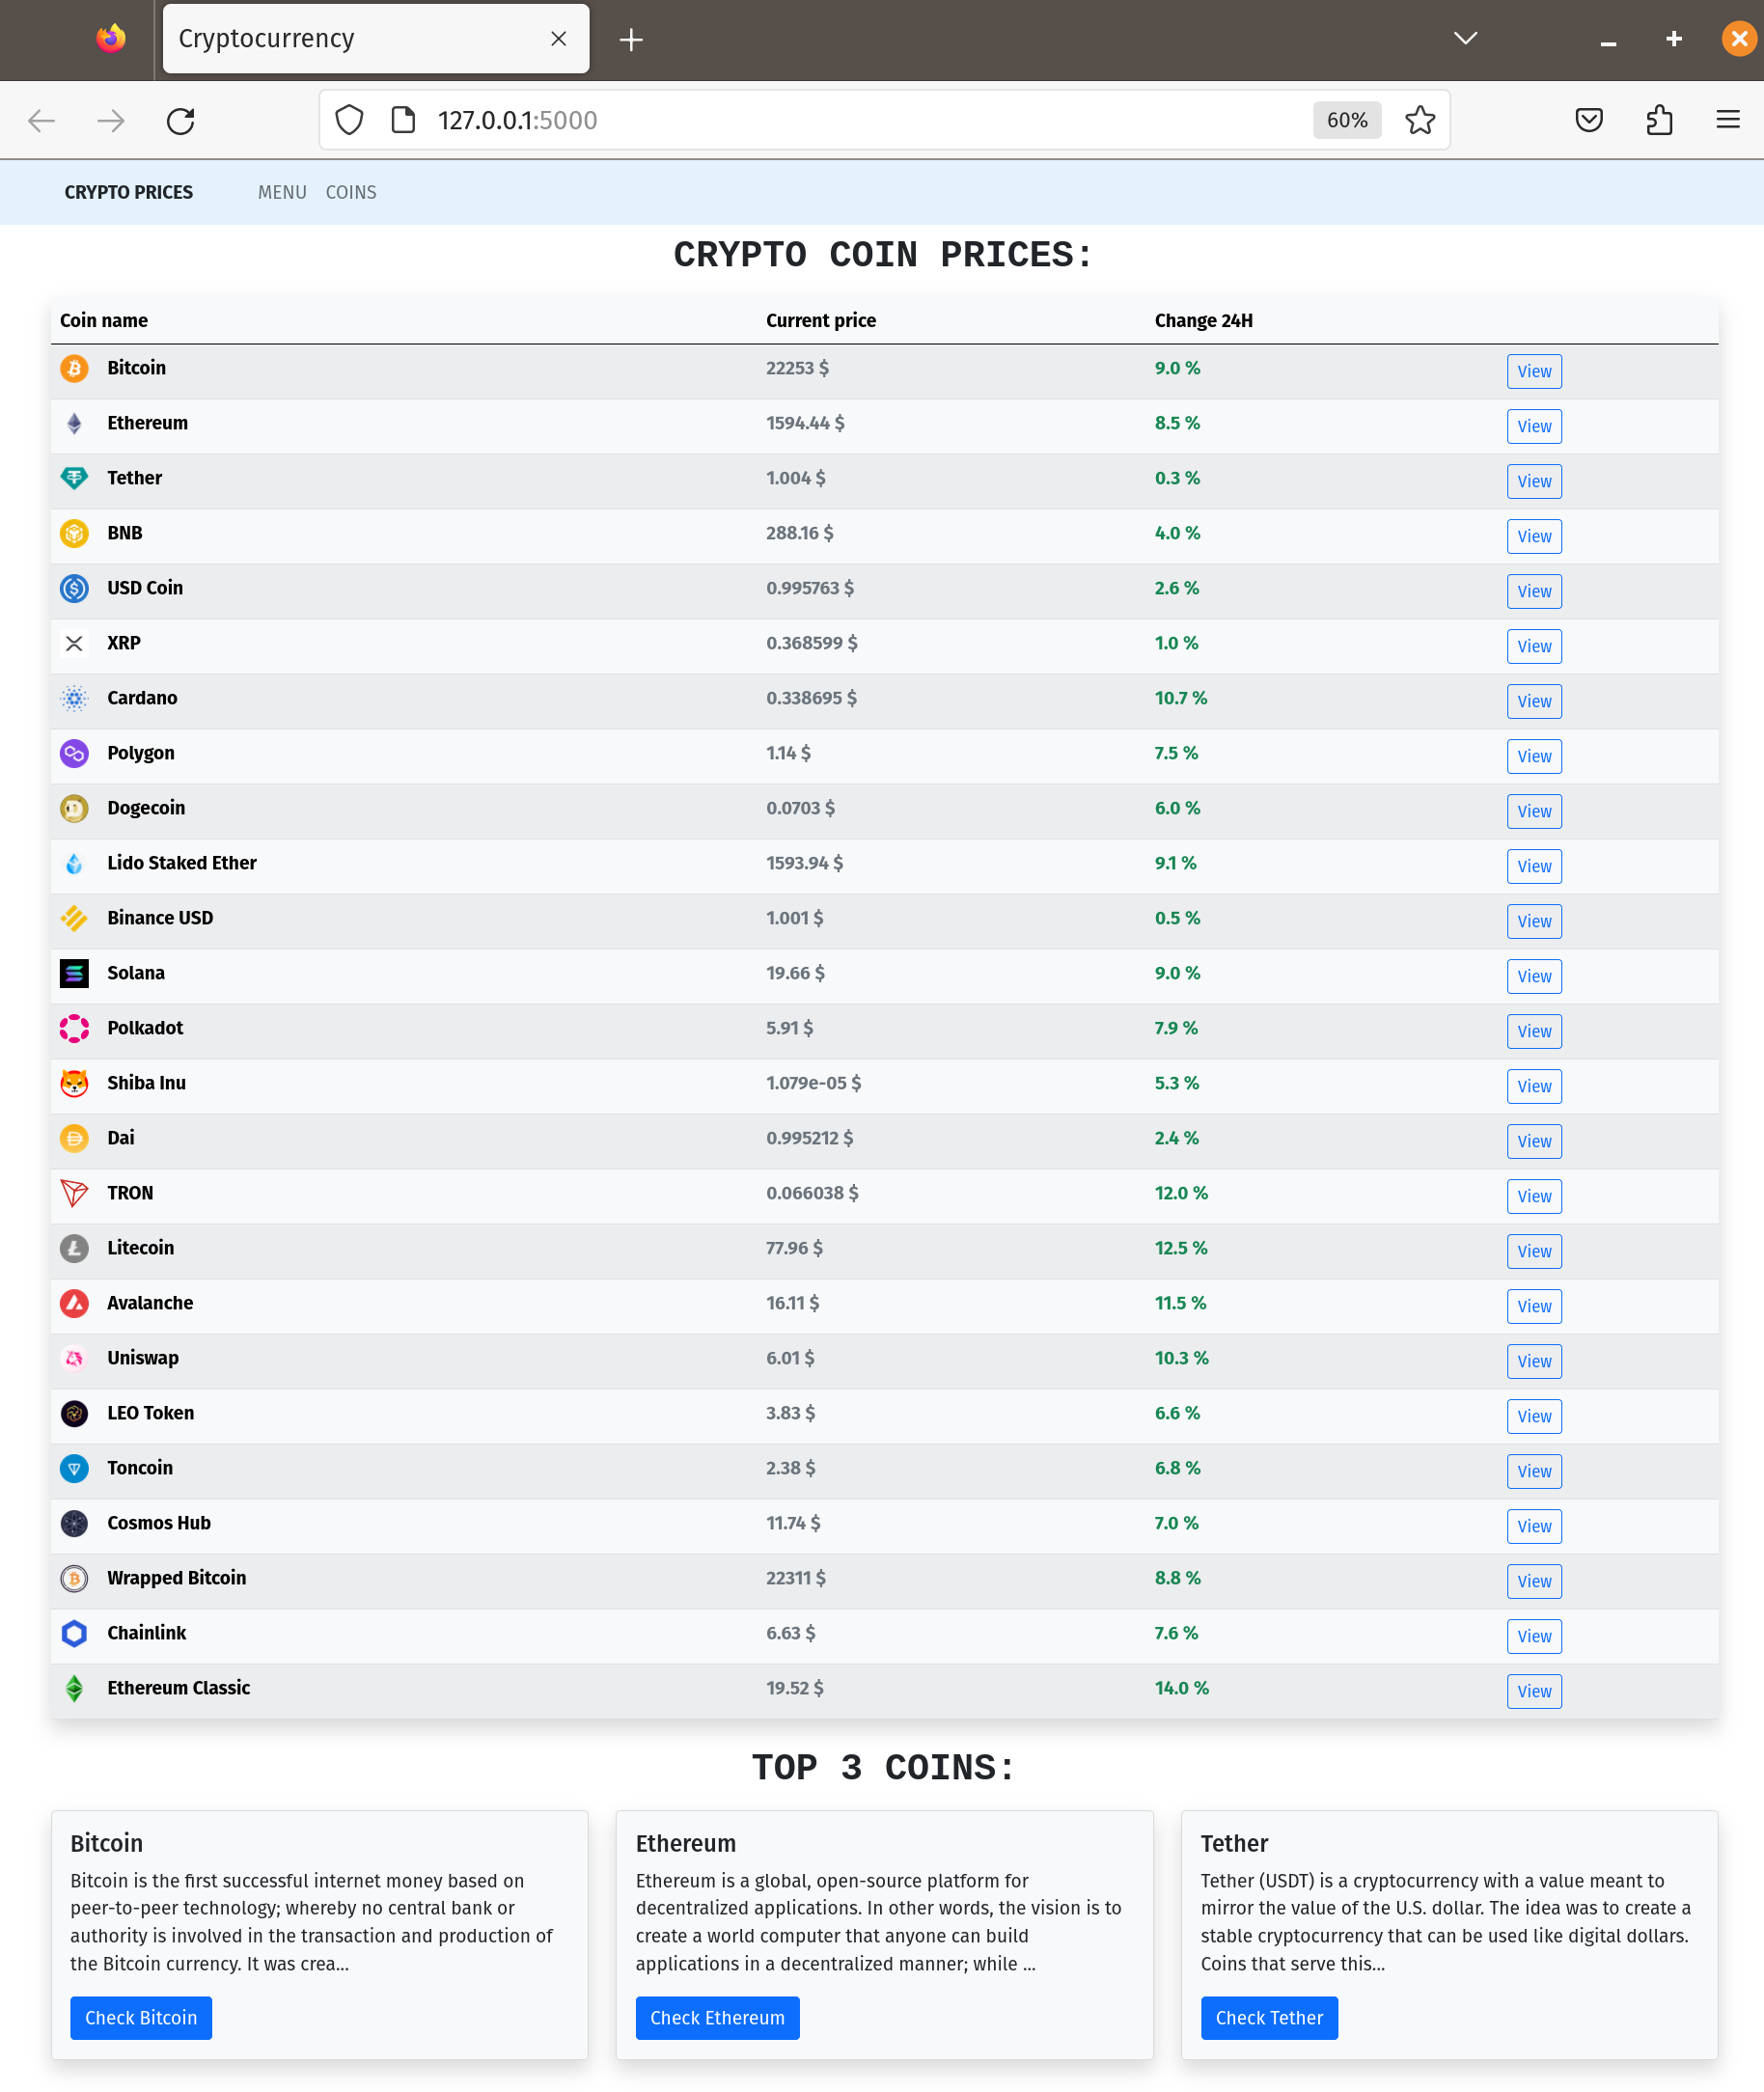 Cryptocurrency
127.0.0.1:5000 60%
CRYPTO PRICES MENU COINS
CRYPTO COIN PRICES:
Coin name Current price Change 24H
Bitcoin 22253 $ 9.0 % View
Ethereum 1594.44 $ 8.5 % View
Tether 1.004 $ 0.3 % View
BNB 288.16 $ 4.0 % View
USD Coin 0.995763 $ 2.6 % View
XRP 0.368599 $ 1.0 % View
Cardano 0.338695 $ 10.7 % View
Polygon 1.14 $ 7.5 % View
Dogecoin 0.0703 $ 6.0 % View
Lido Staked Ether 1593.94 $ 9.1 % View
Binance USD 1.001 $ 0.5 % View
Solana 19.66 $ 9.0 % View
Polkadot 5.91 $ 7.9 % View
Shiba Inu 1.079e-05 $ 5.3 % View
Dai 0.995212 $ 2.4 % View
TRON 0.066038 $ 12.0 % View
Litecoin 77.96 $ 12.5 % View
Avalanche 16.11 $ 11.5 % View
Uniswap 6.01 $ 10.3 % View
LEO Token 3.83 $ 6.6 % View
Toncoin 2.38 $ 6.8 % View
Cosmos Hub 11.74 $ 7.0 % View
Wrapped Bitcoin 22311 $ 8.8 % View
Chainlink 6.63 $ 7.6 % View
Ethereum Classic 19.52 $ 14.0 % View
TOP 3 COINS:
Bitcoin
Bitcoin is the first successful internet money based on
peer-to-peer technology; whereby no central bank or
authority is involved in the transaction and production of
the Bitcoin currency. It was crea...
Check Bitcoin
Ethereum
Ethereum is a global, open-source platform for
decentralized applications. In other words, the vision is to
create a world computer that anyone can build
applications in a decentralized manner; while ...
Check Ethereum
Tether
Tether (USDT) is a cryptocurrency with a value meant to
mirror the value of the U.S. dollar. The idea was to create a
stable cryptocurrency that can be used like digital dollars.
Coins that serve this...
Check Tether